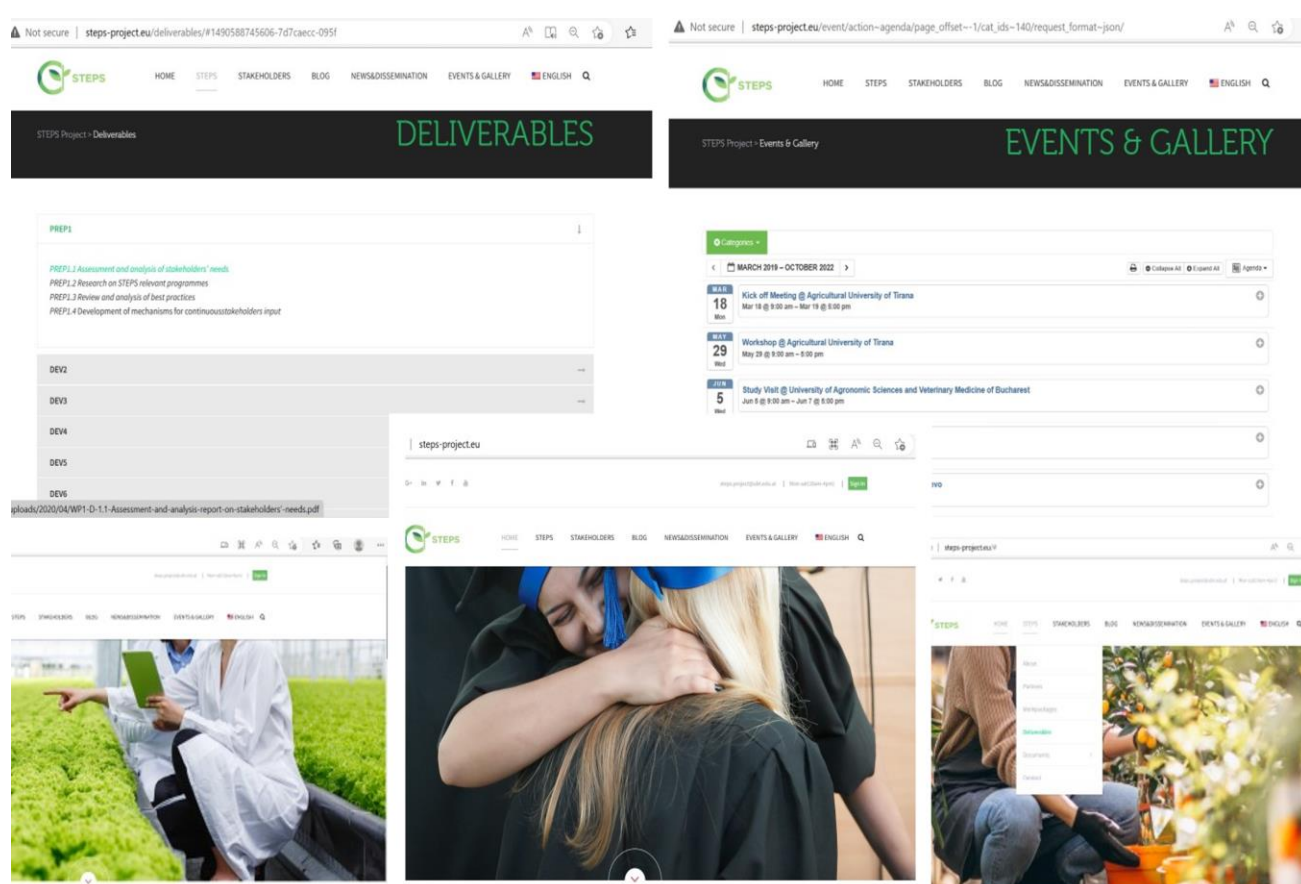 Not secure | steps-project.eu/deliverables/#1490588745606-7d7caecc-095f
STEPS
HOME STEPS STAKEHOLDERS BLOG NEWS&DISSEMINATION EVENTS & GALLERY ENGLISH
STEPS Project > Deliverables
DELIVERABLES
PREP1
PREP1.1 Assessment and analysis of stakeholders' needs
PREP1.2 Research on STEPS relevant programmes
PREP1.3 Review and analysis of best practices
PREP1.4 Development of mechanisms for continuousstakeholders input
DEV2
DEV3
DEV4
DEV5
DEV6
ploads/2020/04/WP1-D-1.1-Assessment-and-analysis-report-on-stakeholders'-needs.pdf
Not secure | steps-project.eu/event/action~agenda/page_offset~-1/cat_ids~140/request_format~json/
STEPS
HOME STEPS STAKEHOLDERS BLOG NEWS&DISSEMINATION EVENTS & GALLERY ENGLISH
STEPS Project > Events & Gallery
EVENTS & GALLERY
Categories
MARCH 2019 – OCTOBER 2022
Collapse All Expand All Agenda
MAR
18
Mon
Kick off Meeting @ Agricultural University of Tirana
Mar 18 @ 9:00 am – Mar 19 @ 5:00 pm
MAY
29
Wed
Workshop @ Agricultural University of Tirana
May 29 @ 9:00 am – 5:00 pm
JUN
5
Wed
Study Visit @ University of Agronomic Sciences and Veterinary Medicine of Bucharest
Jun 5 @ 9:00 am – Jun 7 @ 5:00 pm
vo
steps-project.eu
Sign in
STEPS
HOME STEPS STAKEHOLDERS BLOG NEWS&DISSEMINATION EVENTS & GALLERY ENGLISH
Sign in
STEPS STAKEHOLDERS BLOG NEWS&DISSEMINATION EVENTS & GALLERY ENGLISH
steps-project.eu/#
STEPS
HOME STEPS STAKEHOLDERS BLOG NEWS&DISSEMINATION EVENTS & GALLERY ENGLISH
About
Partners
Workpackages
Deliverables
Documents